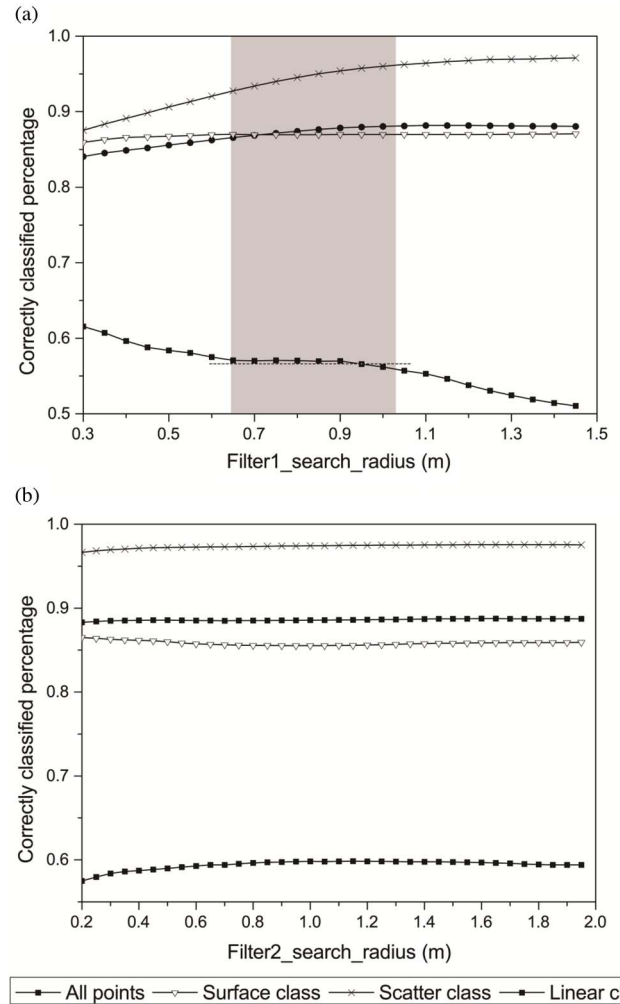 (a)
1.0
0.9
0.8
0.7
0.6
0.5
Correctly classified percentage
0.3 0.5 0.7 0.9 1.1 1.3 1.5
Filter1_search_radius (m)
(b)
1.0
0.9
0.8
0.7
0.6
Correctly classified percentage
0.2 0.4 0.6 0.8 1.0 1.2 1.4 1.6 1.8 2.0
Filter2_search_radius (m)
All points Surface class Scatter class Linear c